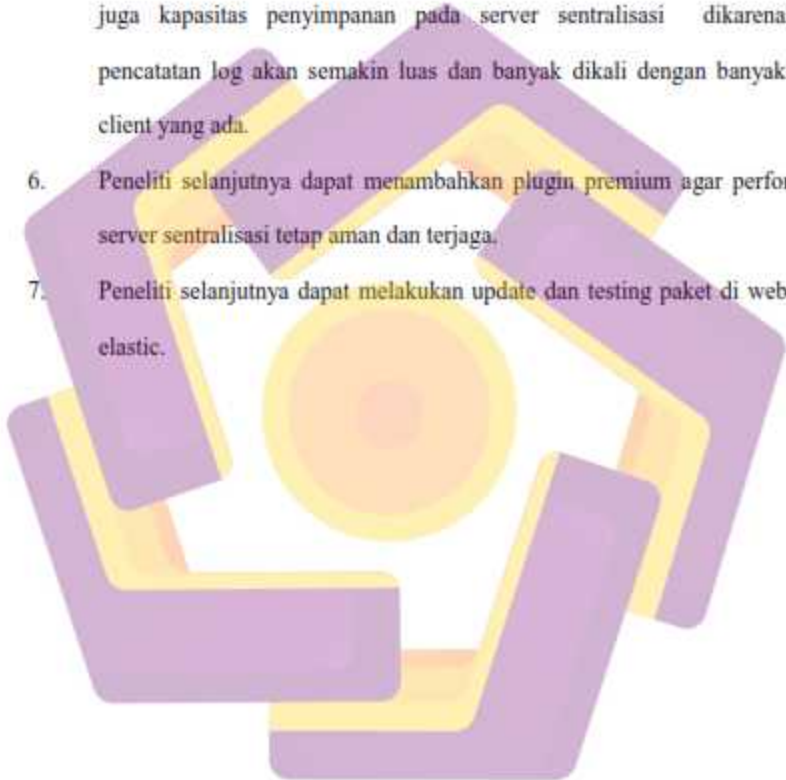 juga kapasitas penyimpanan pada server sentralisasi dikarena
pencatatan log akan semakin luas dan banyak dikali dengan banyak
client yang ada.
6. Peneliti selanjutnya dapat menambahkan plugin premium agar perfor
server sentralisasi tetap aman dan terjaga.
7. Peneliti selanjutnya dapat melakukan update dan testing paket di web
elastic.